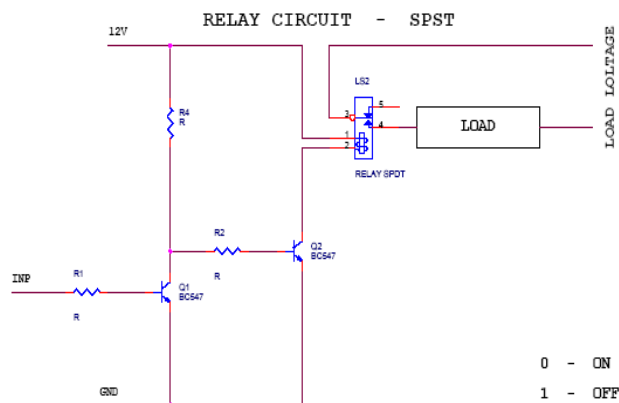 RELAY CIRCUIT - SPST
12V
LOAD LOLTAGE
LS2
5
3
4
LOAD
1
2
RELAY SPDT
R4
R
R2
R
Q2
BC547
INP
R1
R
Q1
BC547
GND
0 - ON
1 - OFF